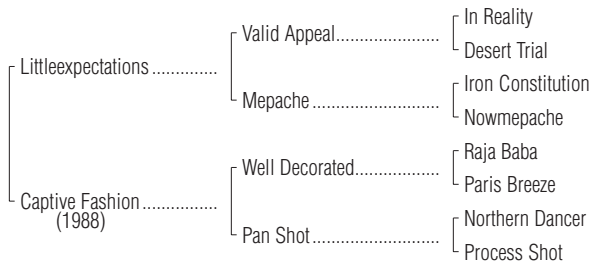 In Reality
Valid Appeal....................
Desert Trial
Littleexpectations .............
Iron Constitution
Mepache .........................
Nowmepache
Raja Baba
Well Decorated.................
Paris Breeze
Captive Fashion...............
(1988)
Northern Dancer
Pan Shot.........................
Process Shot